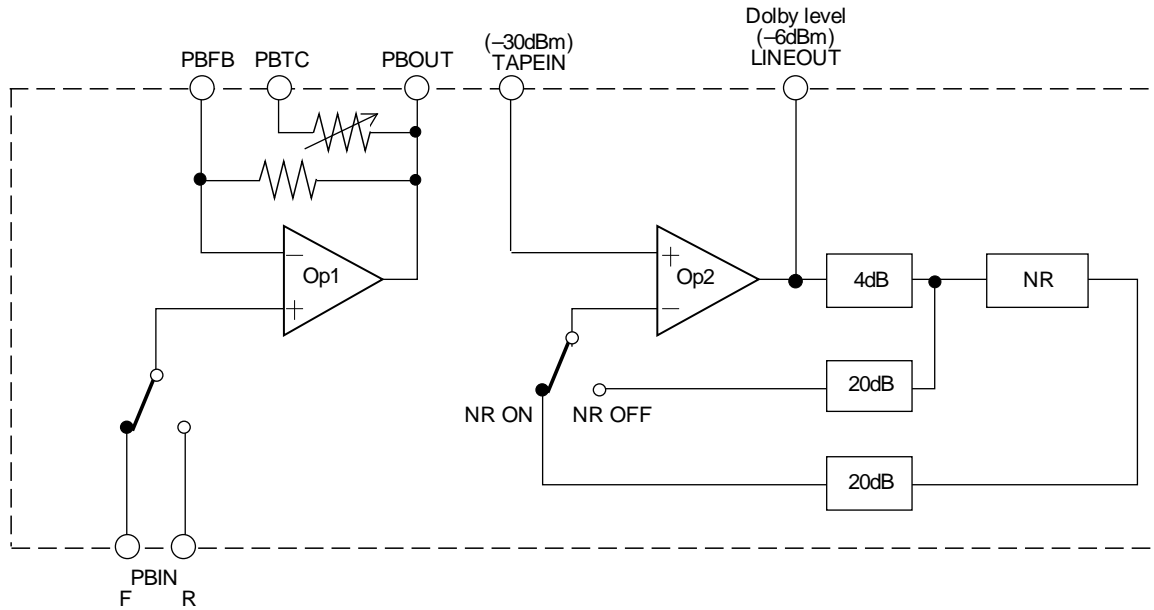 Dolby level
(–6dBm)
LINEOUT
(–30dBm)
TAPEIN
PBFB
PBTC
PBOUT
–
Op1
+
+
Op2
–
4dB
NR
20dB
NR ON
NR OFF
20dB
PBIN
F
R